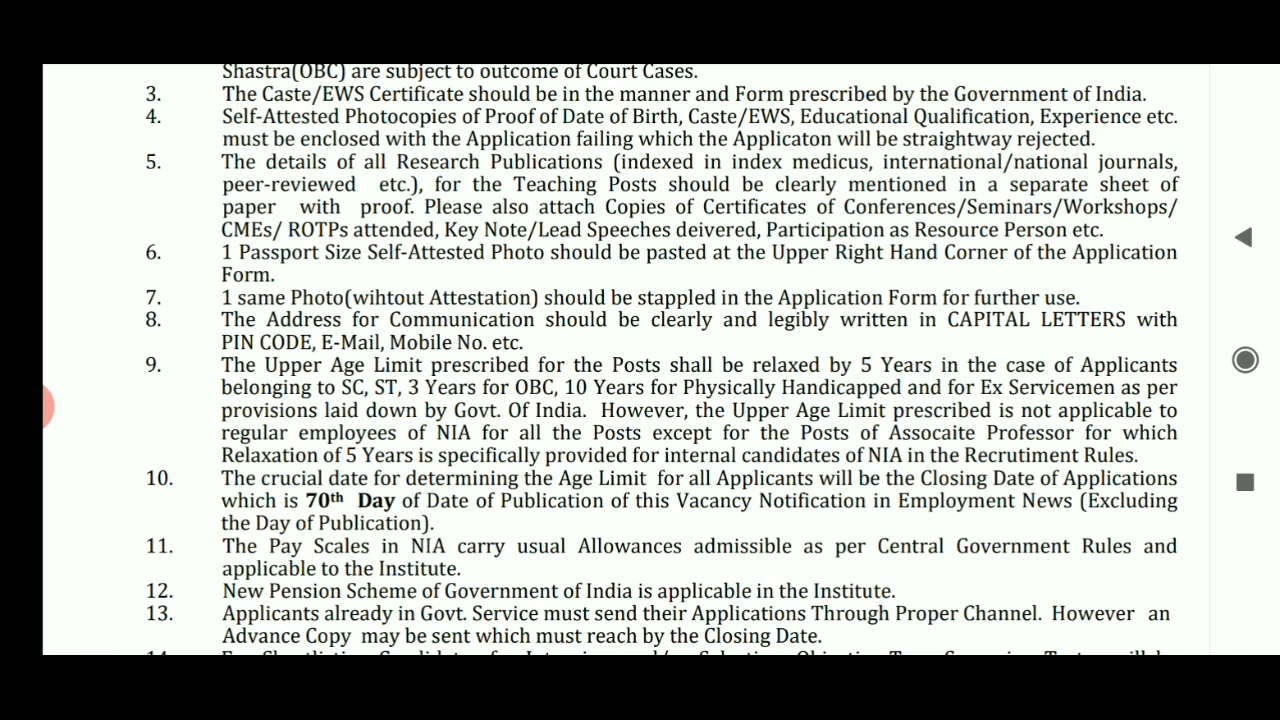 Shastra(OBC) are subject to outcome of Court Cases.
3. The Caste/EWS Certificate should be in the manner and Form prescribed by the Government of India.
4. Self-Attested Photocopies of Proof of Date of Birth, Caste/EWS, Educational Qualification, Experience etc.
must be enclosed with the Application failing which the Applicaton will be straightway rejected.
5. The details of all Research Publications (indexed in index medicus, international/national journals,
peer-reviewed etc.), for the Teaching Posts should be clearly mentioned in a separate sheet of
paper with proof. Please also attach Copies of Certificates of Conferences/Seminars/Workshops/
CMEs/ ROTPs attended, Key Note/Lead Speeches deivered, Participation as Resource Person etc.
6. 1 Passport Size Self-Attested Photo should be pasted at the Upper Right Hand Corner of the Application
Form.
7. 1 same Photo(wihtout Attestation) should be stappled in the Application Form for further use.
8. The Address for Communication should be clearly and legibly written in CAPITAL LETTERS with
PIN CODE, E-Mail, Mobile No. etc.
9. The Upper Age Limit prescribed for the Posts shall be relaxed by 5 Years in the case of Applicants
belonging to SC, ST, 3 Years for OBC, 10 Years for Physically Handicapped and for Ex Servicemen as per
provisions laid down by Govt. Of India. However, the Upper Age Limit prescribed is not applicable to
regular employees of NIA for all the Posts except for the Posts of Assocaite Professor for which
Relaxation of 5 Years is specifically provided for internal candidates of NIA in the Recrutiment Rules.
10. The crucial date for determining the Age Limit for all Applicants will be the Closing Date of Applications
which is 70th Day of Date of Publication of this Vacancy Notification in Employment News (Excluding
the Day of Publication).
11. The Pay Scales in NIA carry usual Allowances admissible as per Central Government Rules and
applicable to the Institute.
12. New Pension Scheme of Government of India is applicable in the Institute.
13. Applicants already in Govt. Service must send their Applications Through Proper Channel. However an
Advance Copy may be sent which must reach by the Closing Date.